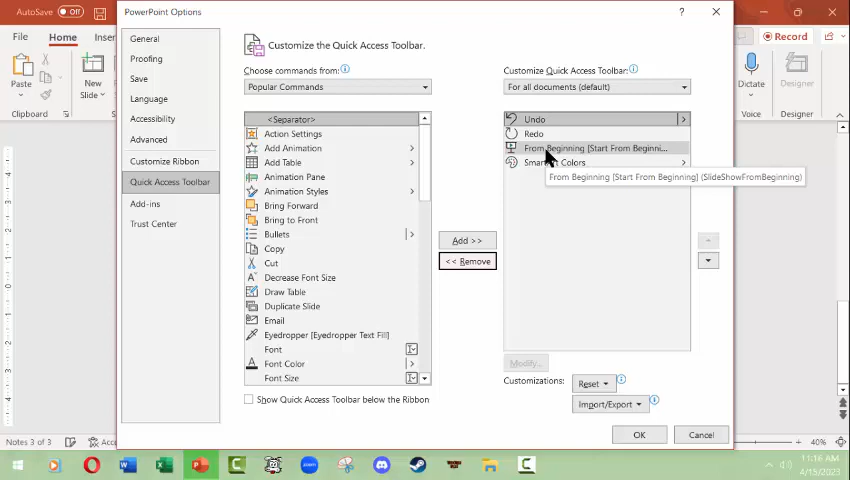 AutoSave Off
PowerPoint Options
?
File
Home
Record
Paste
New
Slide
Clipboard
Dictate
Designer
Voice
Designer
General
Proofing
Save
Language
Accessibility
Advanced
Customize Ribbon
Quick Access Toolbar
Add-ins
Trust Center
Customize the Quick Access Toolbar.
Choose commands from:
Popular Commands
<Separator>
Action Settings
Add Animation
Add Table
Animation Pane
Animation Styles
Bring Forward
Bring to Front
Bullets
Copy
Cut
Decrease Font Size
Draw Table
Duplicate Slide
Email
Eyedropper [Eyedropper Text Fill]
Font
Font Color
Font Size
Show Quick Access Toolbar below the Ribbon
Add >>
<< Remove
Customize Quick Access Toolbar:
For all documents (default)
Undo
Redo
From Beginning [Start From Beginni...
Colors
From Beginning [Start From Beginning] (SlideShowFromBeginning)
Modify...
Customizations:
Reset
Import/Export
OK
Cancel
Notes 3 of 3
40%
11:16 AM
4/15/2023